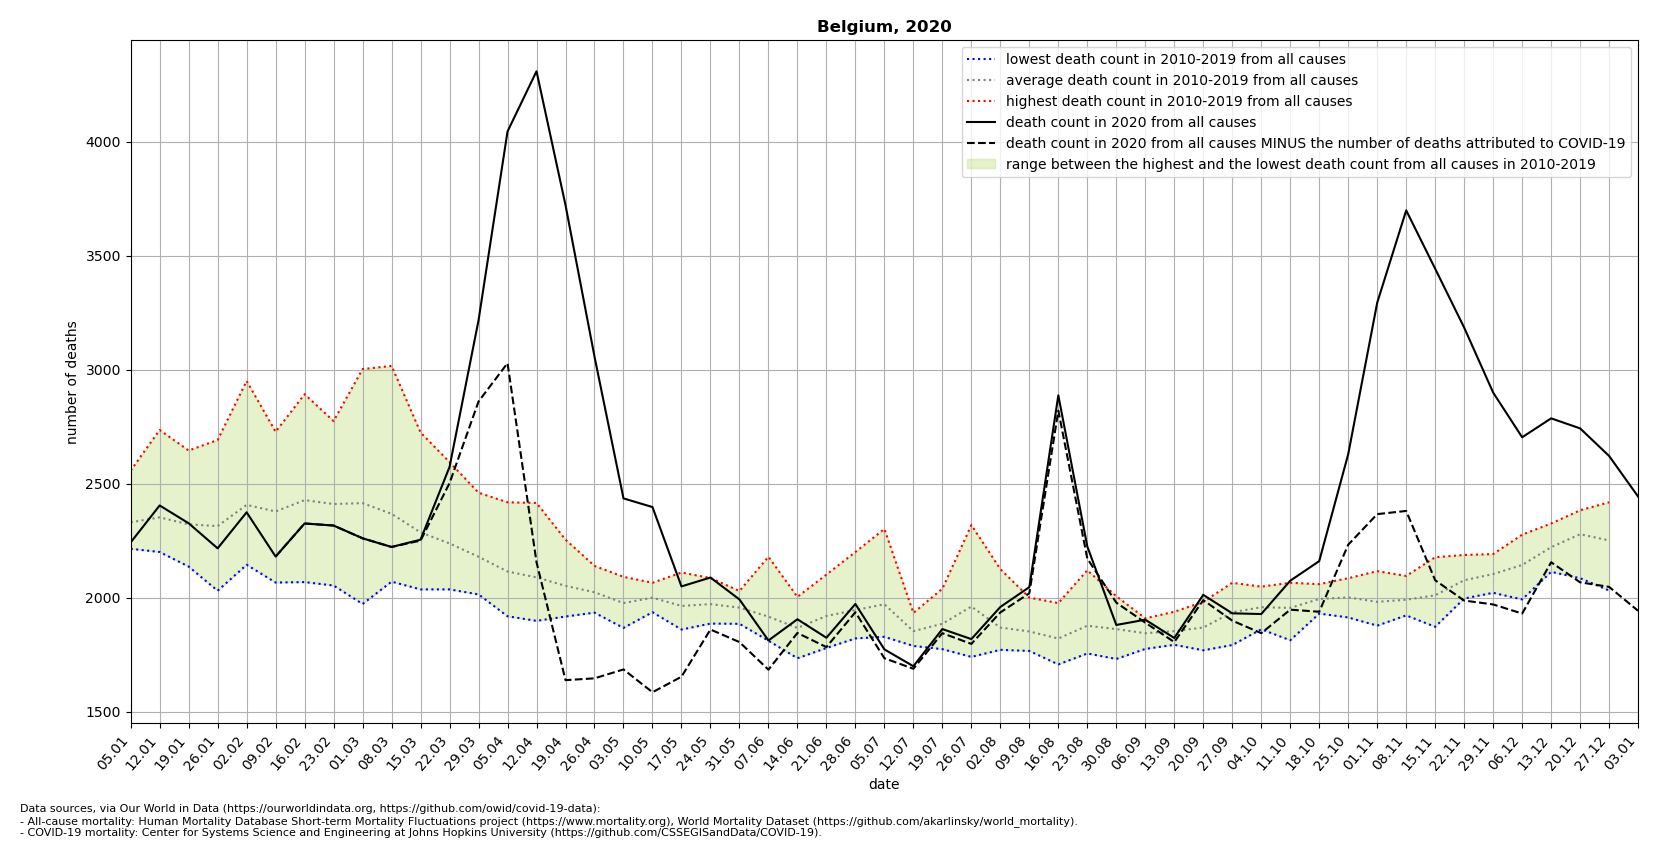 Belgium, 2020
lowest death count in 2010-2019 from all causes
average death count in 2010-2019 from all causes
highest death count in 2010-2019 from all causes
death count in 2020 from all causes
death count in 2020 from all causes MINUS the number of deaths attributed to COVID-19
range between the highest and the lowest death count from all causes in 2010-2019
number of deaths
4000
3500
3000
2500
2000
1500
05.01 12.01 19.01 26.01 02.02 09.02 16.02 23.02 01.03 08.03 15.03 22.03 29.03 05.04 12.04 19.04 26.04 03.05 10.05 17.05 24.05 31.05 07.06 14.06 21.06 28.06 05.07 12.07 19.07 26.07 02.08 09.08 16.08 23.08 30.08 06.09 13.09 20.09 27.09 04.10 11.10 18.10 25.10 01.11 08.11 15.11 22.11 29.11 06.12 13.12 20.12 27.12 03.01
date
Data sources, via Our World in Data (https://ourworldindata.org, https://github.com/owid/covid-19-data):
- All-cause mortality: Human Mortality Database Short-term Mortality Fluctuations project (https://www.mortality.org), World Mortality Dataset (https://github.com/akarlinsky/world_mortality).
- COVID-19 mortality: Center for Systems Science and Engineering at Johns Hopkins University (https://github.com/CSSEGISandData/COVID-19).